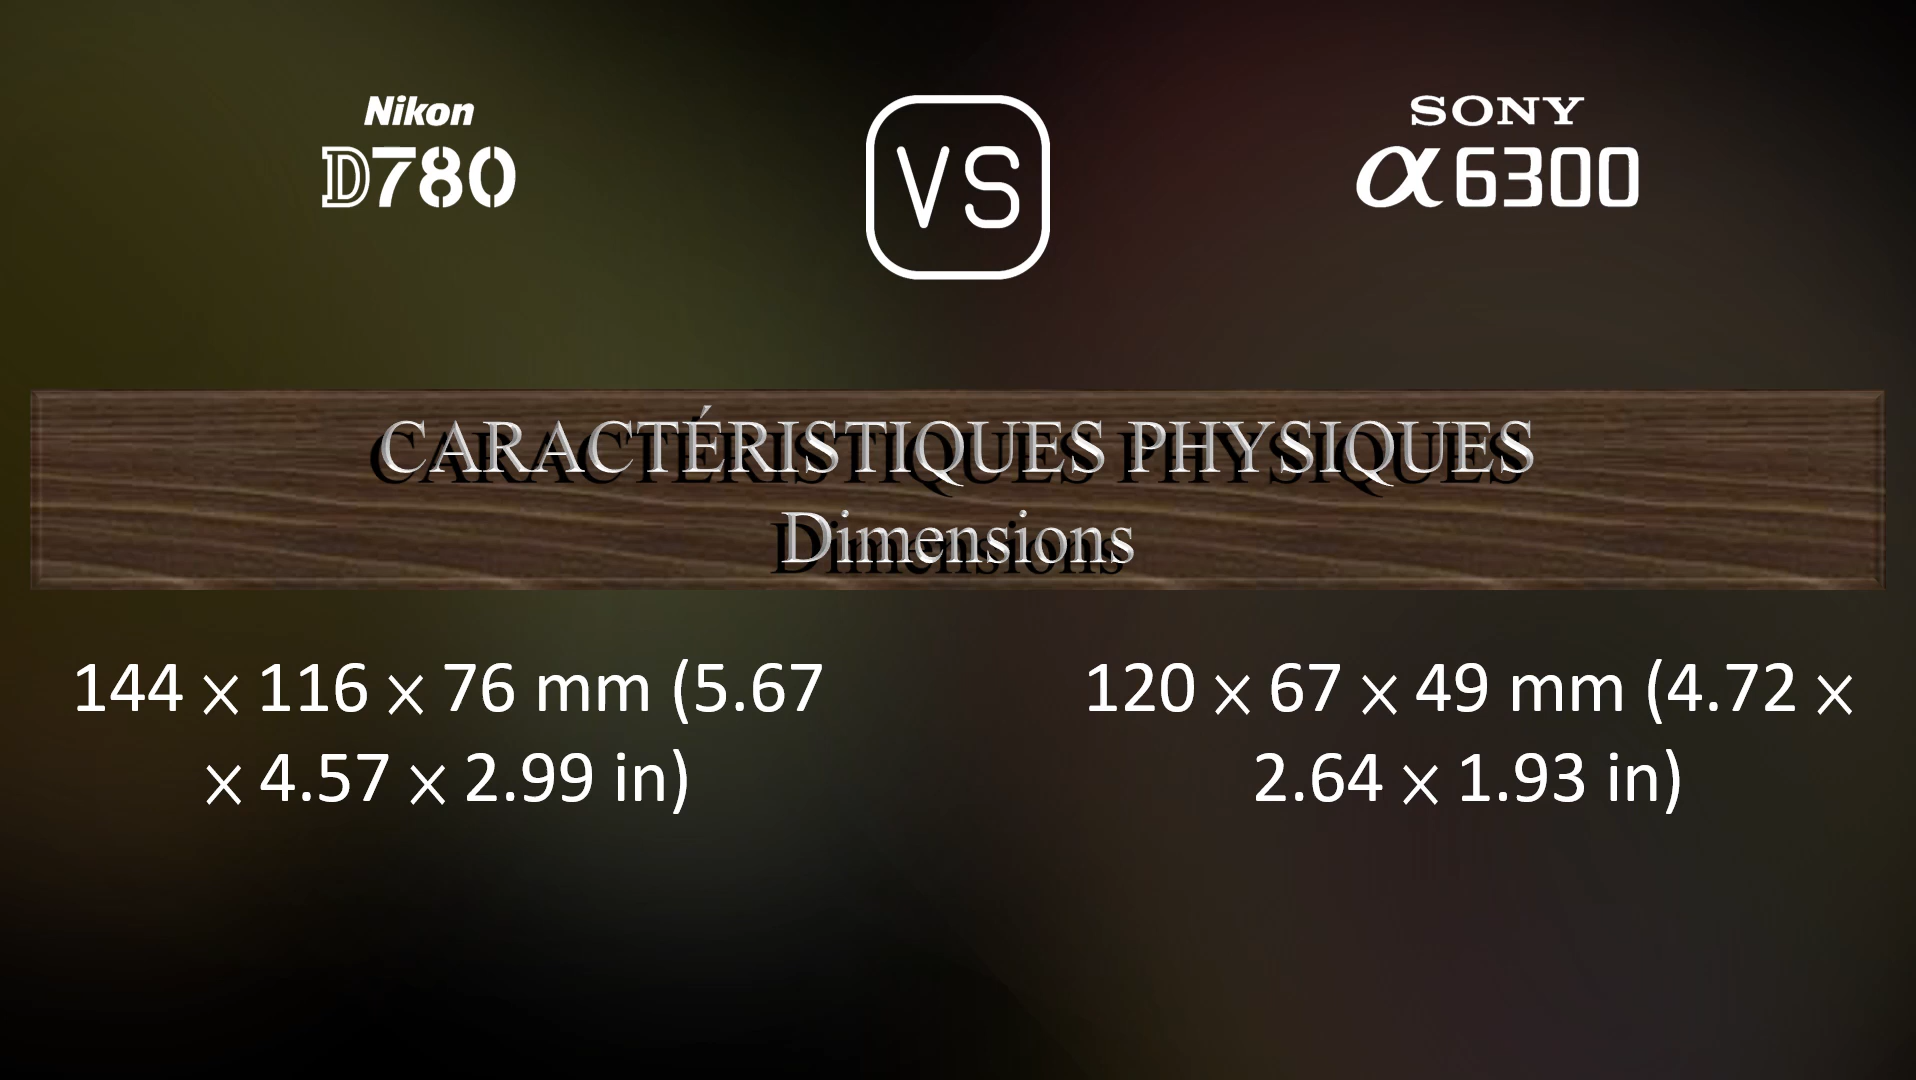 Nikon
D780
VS
SONY
α6300
CARACTÉRISTIQUES PHYSIQUES
Dimensions
144 x 116 x 76 mm (5.67
x 4.57 x 2.99 in)
120 x 67 x 49 mm (4.72 x
2.64 x 1.93 in)